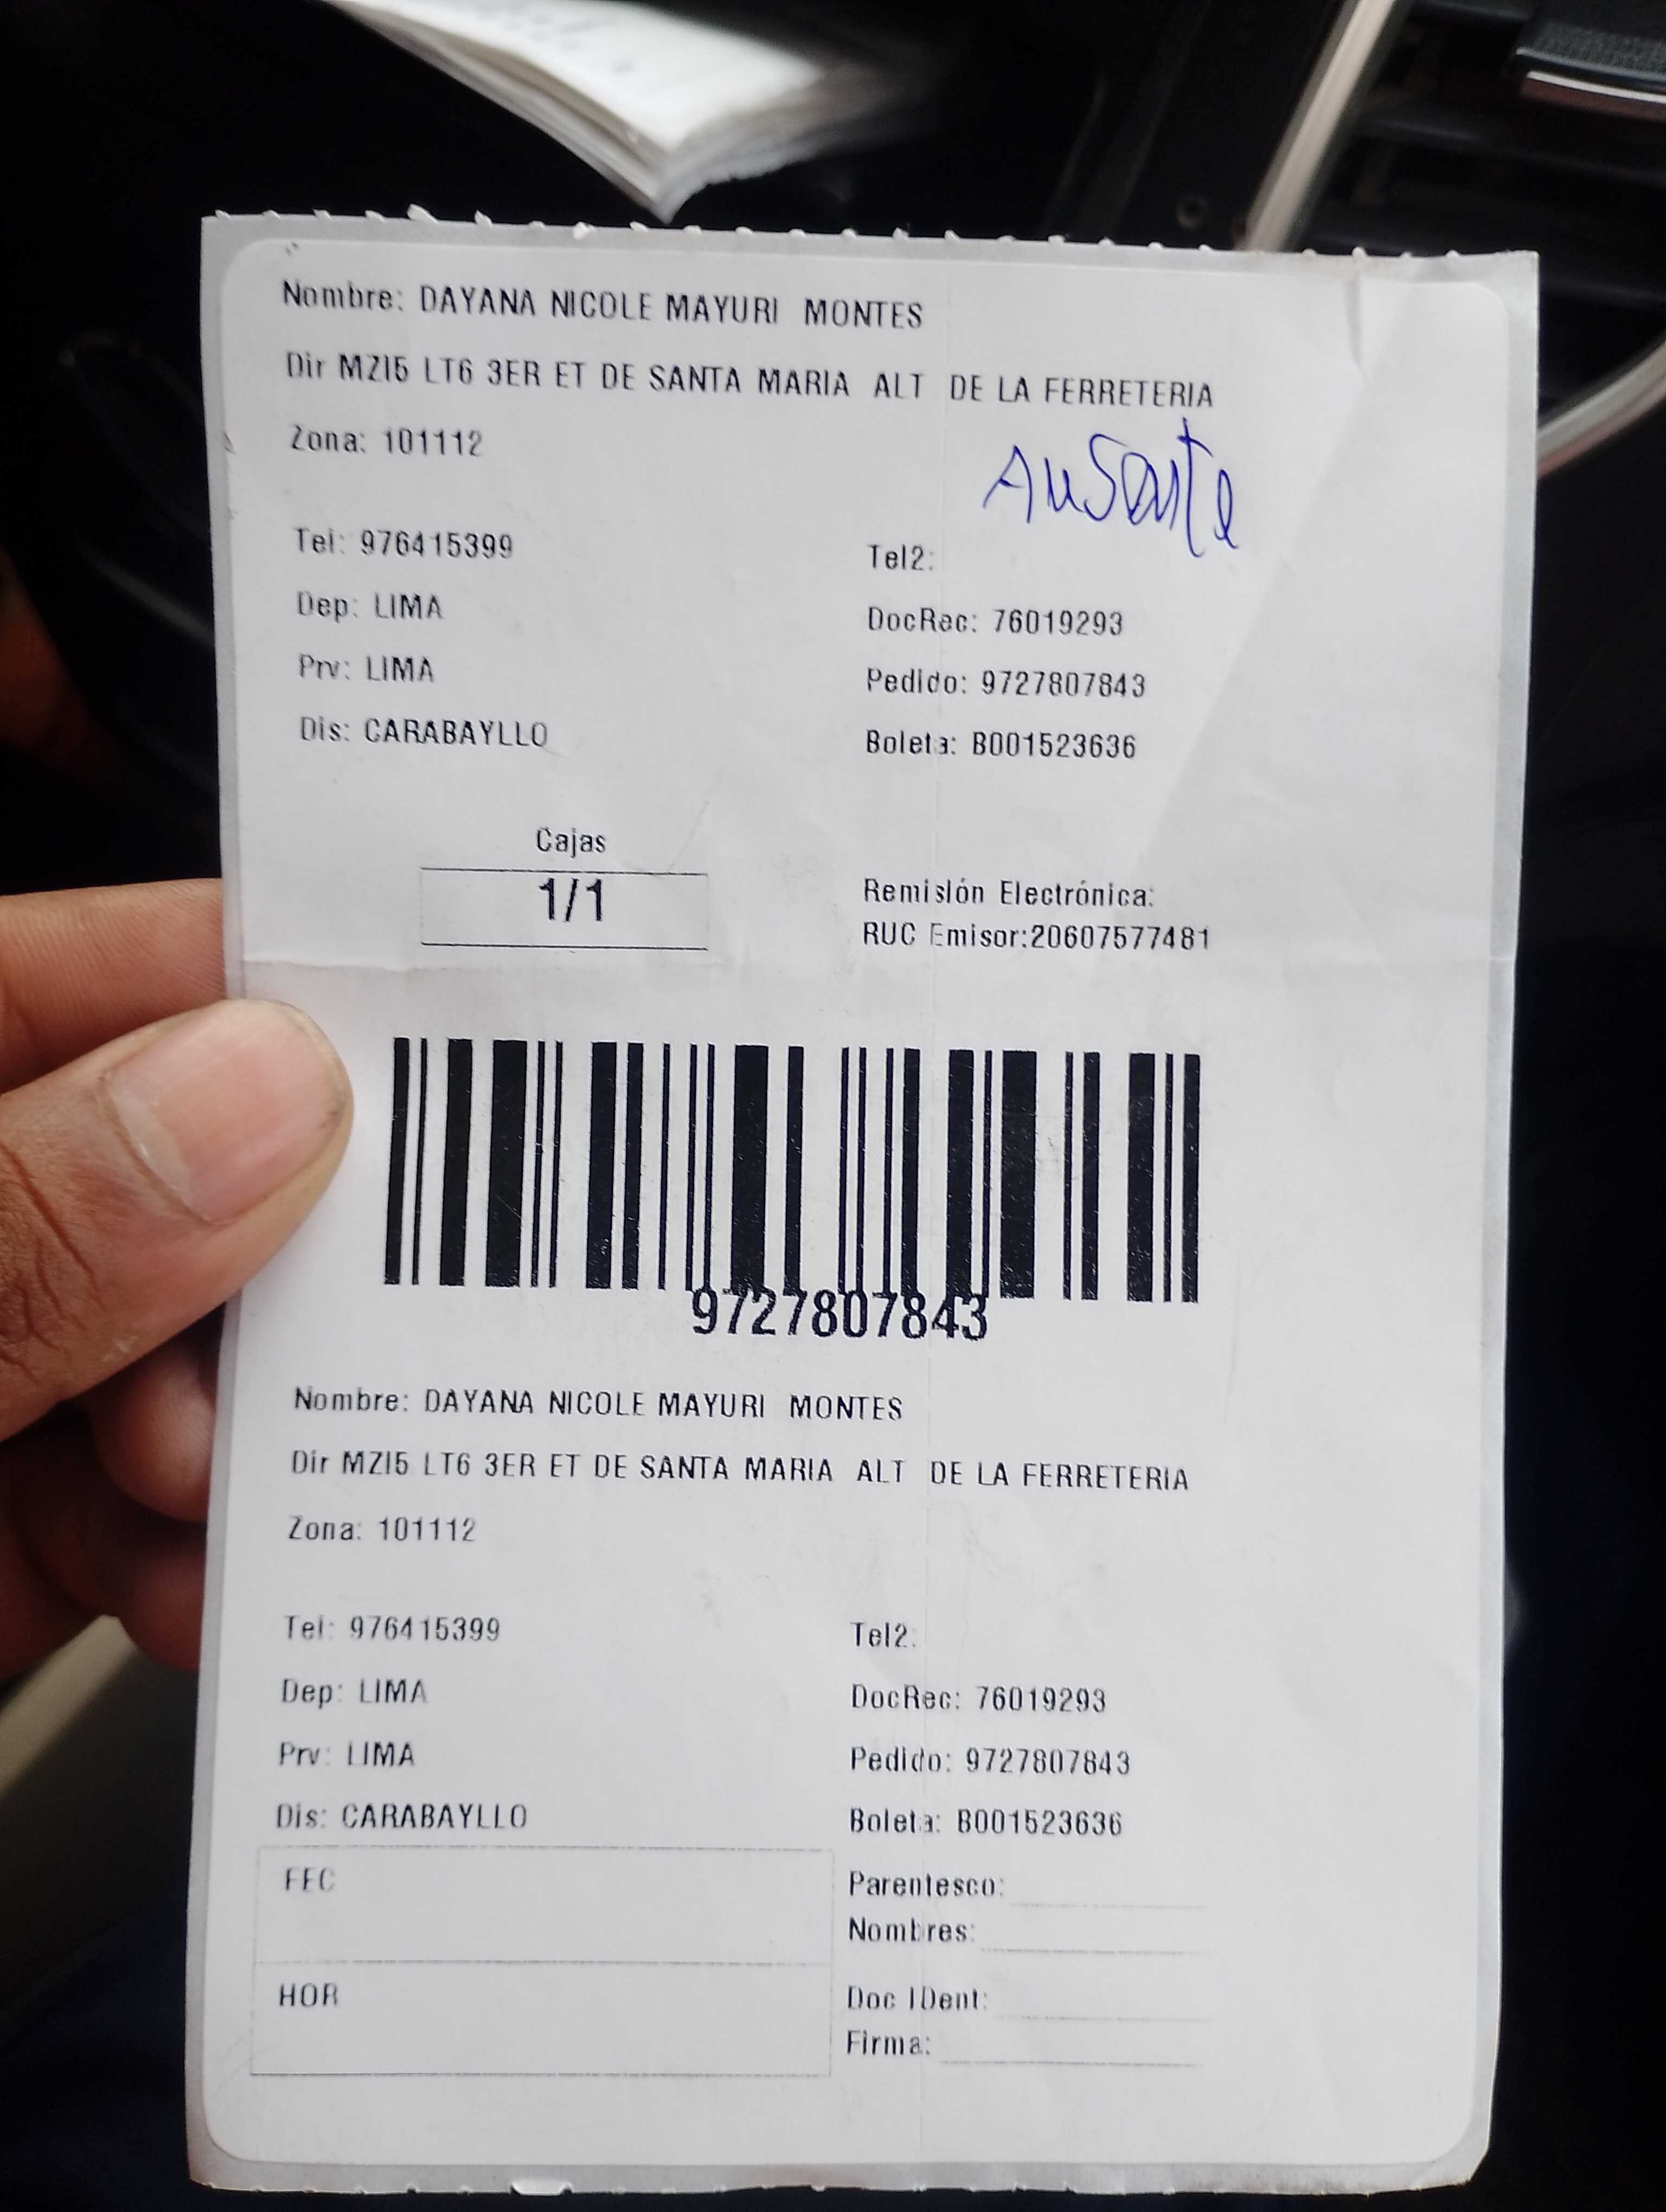 Nombre: DAYANA NICOLE MAYURI MONTES
Dir MZI5 LT6 3ER ET DE SANTA MARIA ALT DE LA FERRETERIA
Zona: 101112
Ausente
Tel: 976415399
Tel2:
Dep: LIMA
DocRec: 76019293
Prv: LIMA
Pedido: 9727807843
Dis: CARABAYLLO
Boleta: B001523636
Cajas
1/1
Remisión Electrónica:
RUC Emisor:20607577481
9727807843
Nombre: DAYANA NICOLE MAYURI MONTES
Dir MZI5 LT6 3ER ET DE SANTA MARIA ALT DE LA FERRETERIA
Zona: 101112
Tel: 976415399
Tel2:
Dep: LIMA
DocRec: 76019293
Prv: LIMA
Pedido: 9727807843
Dis: CARABAYLLO
Boleta: B001523636
FEC
Parentesco:
Nombres:
HOR
Doc IDent:
Firma: